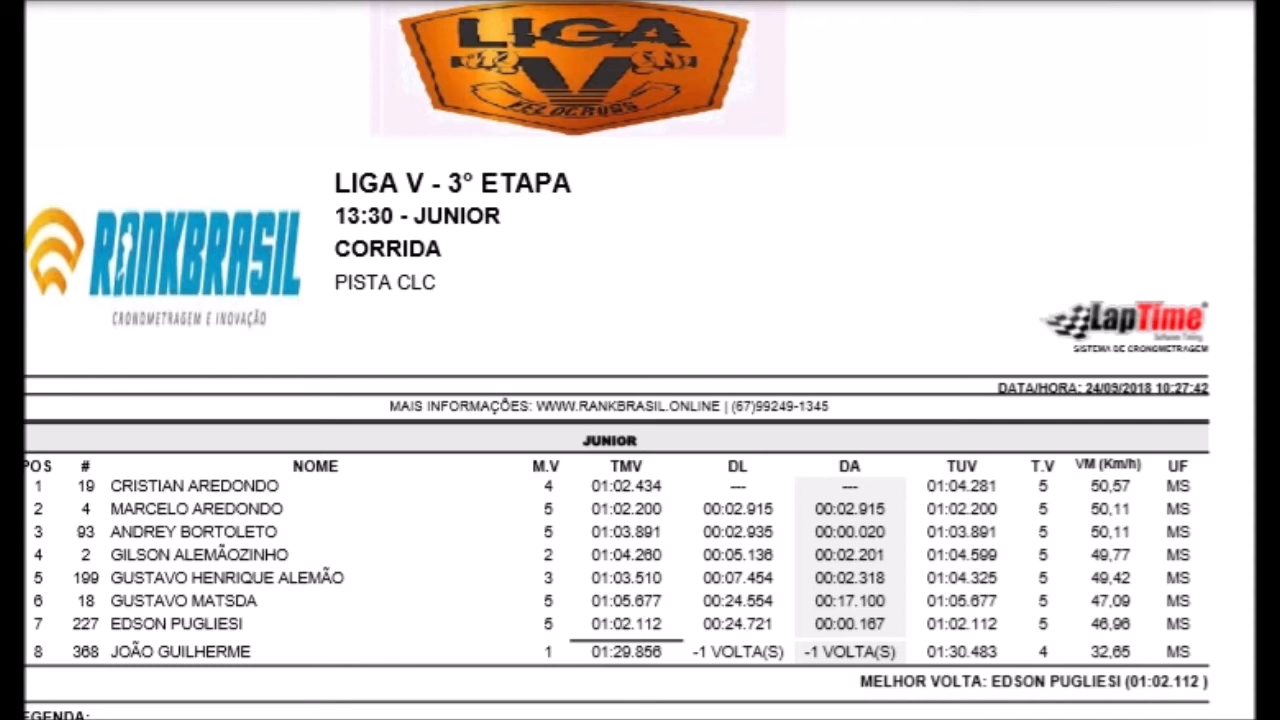 LIGA
V
VELOCROSS
LIGA V - 3° ETAPA
13:30 - JUNIOR
CORRIDA
PISTA CLC
RANKBRASIL
CRONOMETRAGEM E INOVAÇÃO
LapTime
SISTEMA DE CRONOMETRAGEM
DATA/HORA: 24/09/2018 10:27:42
MAIS INFORMAÇÕES: WWW.RANKBRASIL.ONLINE | (67)99249-1345
JUNIOR
POS # NOME M.V TMV DL DA TUV T.V VM (Km/h) UF
1 19 CRISTIAN AREDONDO 4 01:02.434 --- --- 01:04.281 5 50,57 MS
2 4 MARCELO AREDONDO 5 01:02.200 00:02.915 00:02.915 01:02.200 5 50,11 MS
3 93 ANDREY BORTOLETO 5 01:03.891 00:02.935 00:00.020 01:03.891 5 50,11 MS
4 2 GILSON ALEMÃOZINHO 2 01:04.260 00:05.136 00:02.201 01:04.599 5 49,77 MS
5 199 GUSTAVO HENRIQUE ALEMÃO 3 01:03.510 00:07.454 00:02.318 01:04.325 5 49,42 MS
6 18 GUSTAVO MATSDA 5 01:05.677 00:24.554 00:17.100 01:05.677 5 47,09 MS
7 227 EDSON PUGLIESI 5 01:02.112 00:24.721 00:00.167 01:02.112 5 46,96 MS
8 368 JOÃO GUILHERME 1 01:29.856 -1 VOLTA(S) -1 VOLTA(S) 01:30.483 4 32,65 MS
MELHOR VOLTA: EDSON PUGLIESI (01:02.112 )
EGENDA: